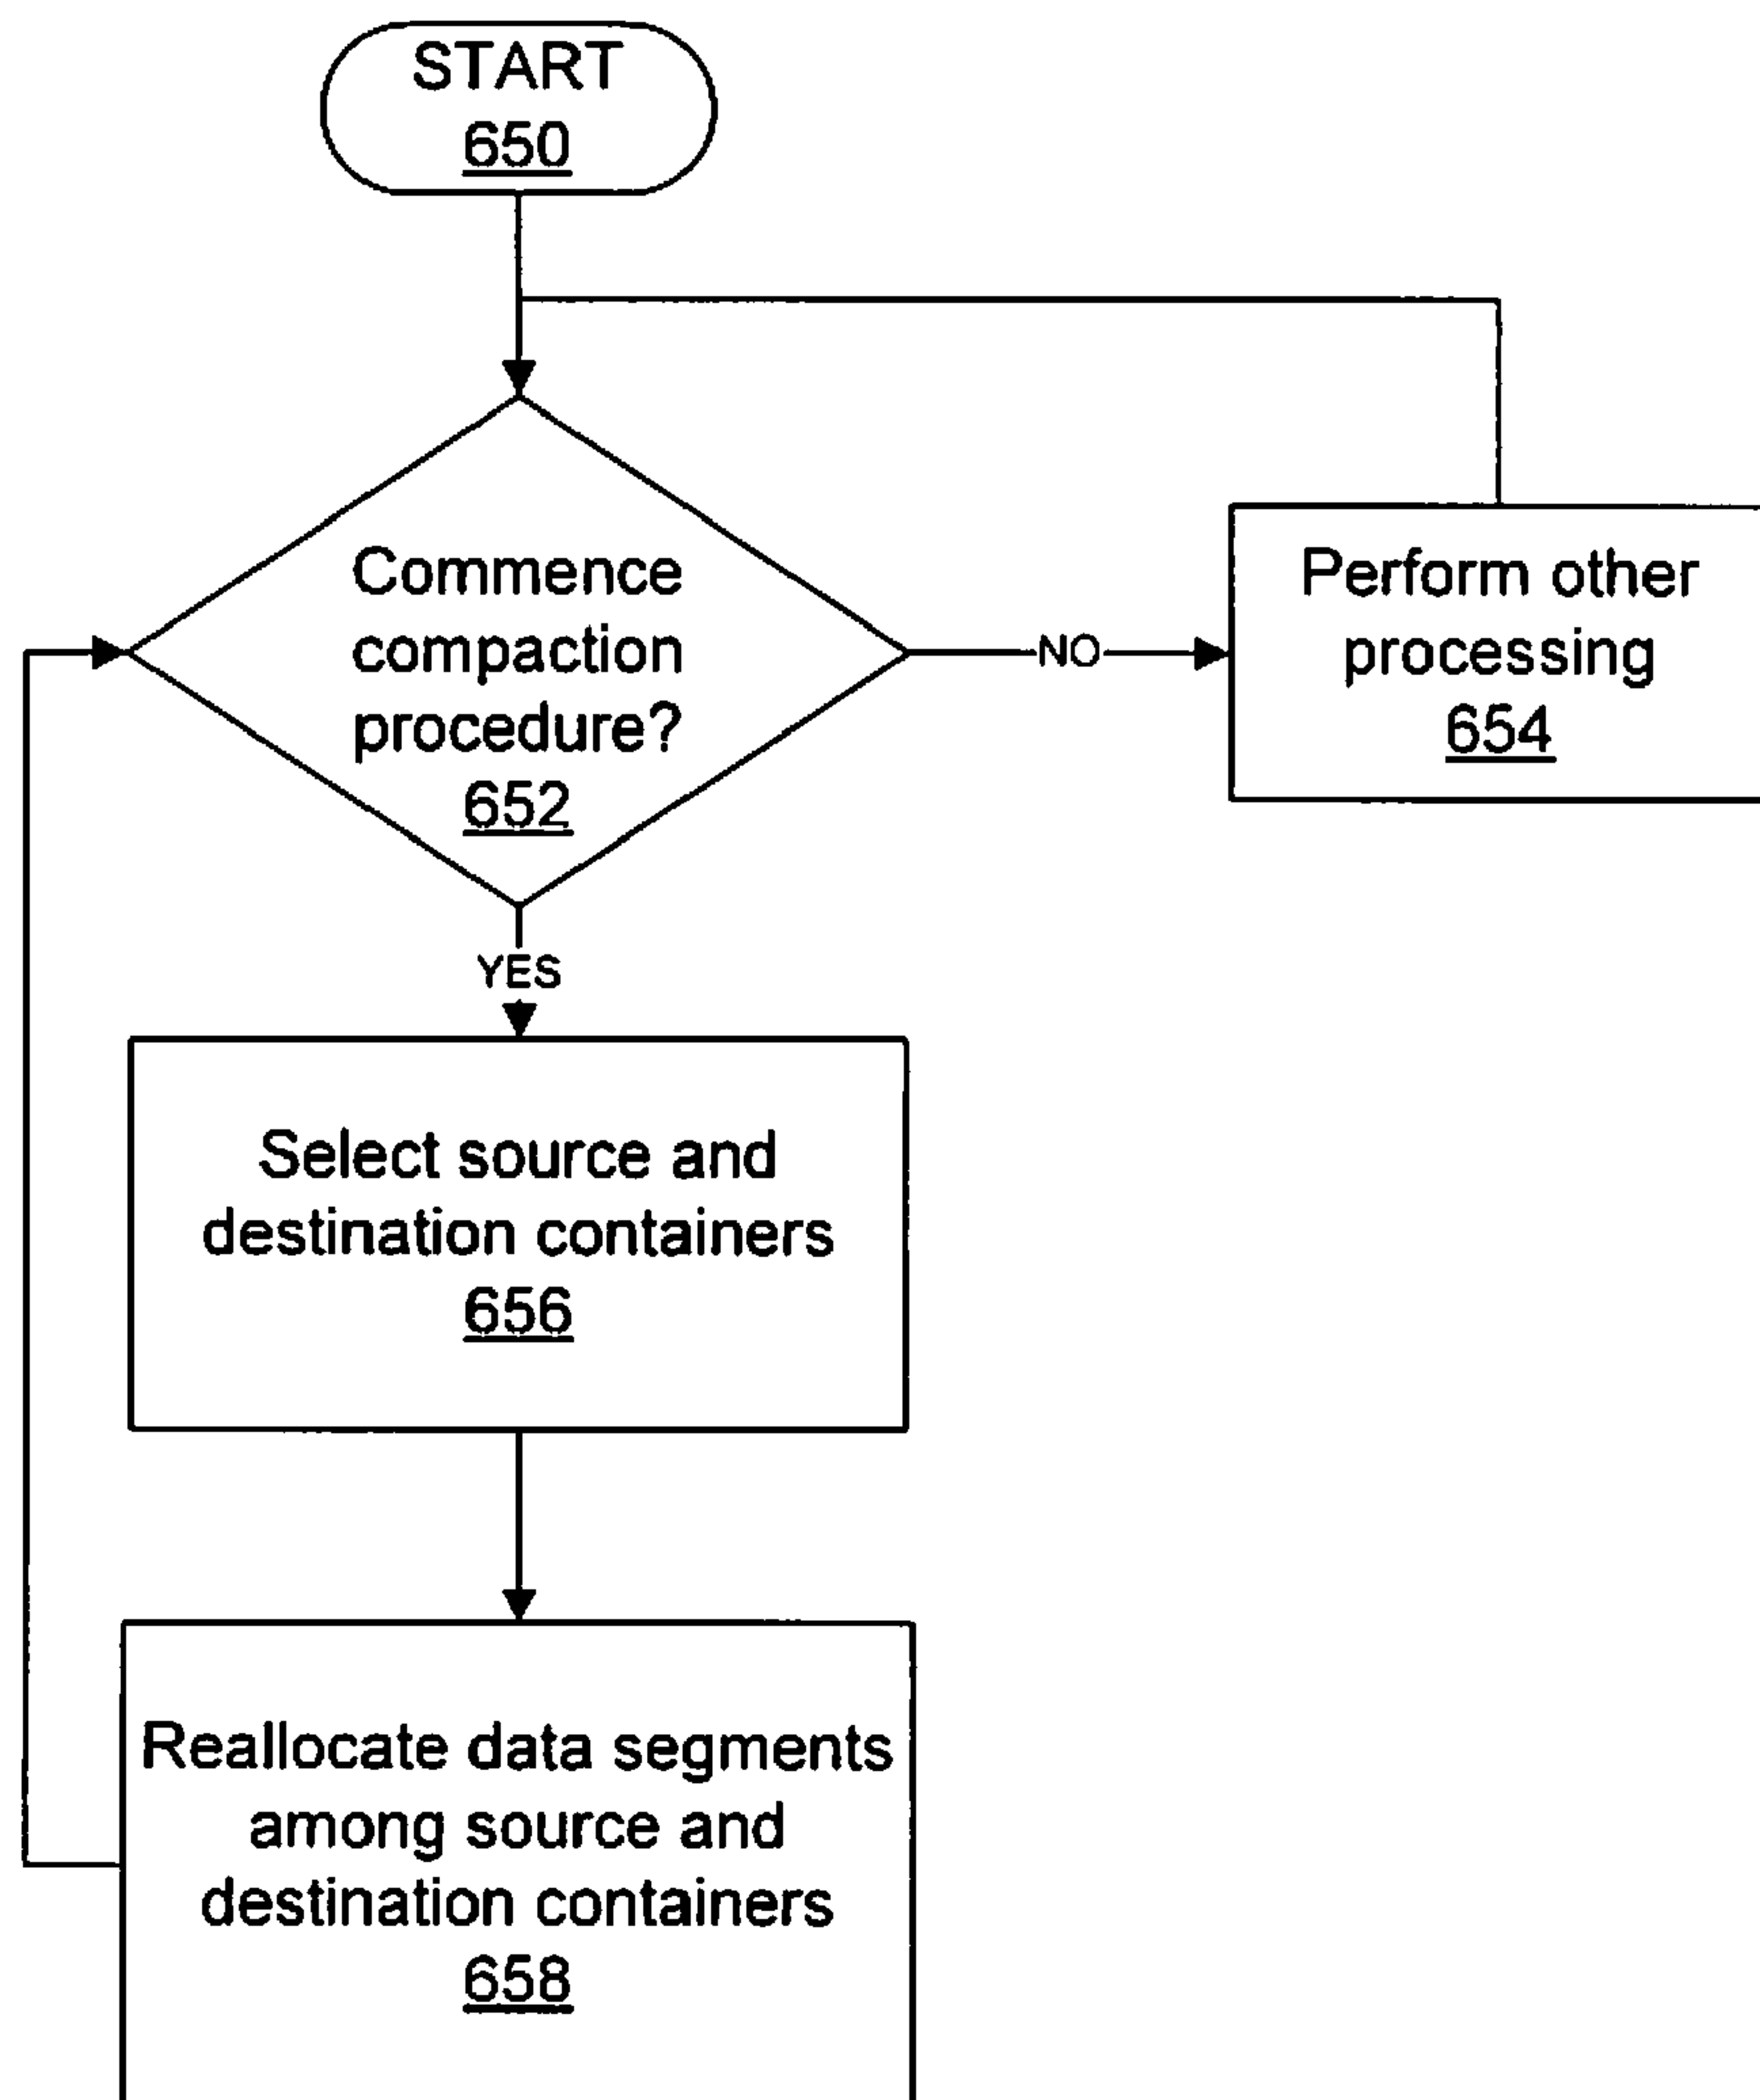 START
650
Commence
compaction
procedure?
652
NO
Perform other
processing
654
YES
Select source and
destination containers
656
Reallocate data segments
among source and
destination containers
658